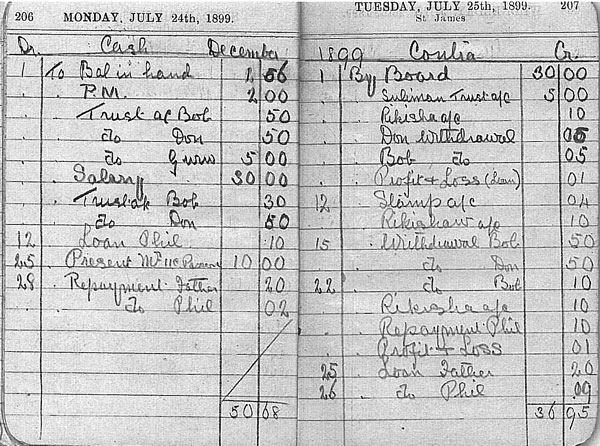 206 MONDAY, JULY 24th, 1899.
Dr. Cash December
1 To Bal in hand 1 56
" P.M. 2 00
Trust a/c Bob 50
do Don 50
do 5 00
" Salary 30 00
" Trust a/c Bob 30
do Don 50
12 " Loan Phil 10
25 " Present Mr 10 00
28 " Repayment Father 20
" do Phil 02
50 68
TUESDAY, JULY 25th, 1899. 207
St James
1899 Contra Cr.
1 By Board 30 00
" Suliman Trust a/c 5 00
" Rikisha a/c 10
" Don Withdrawal 05
" Bob do 05
" Profit & Loss (Loan) 01
12 " Stamp a/c 04
" Rikishaw a/c 10
15 " Withdrawal Bob 50
" do Don 50
22 " do Bob 10
" Rikisha a/c 10
" Repayment Phil 10
" Profit & Loss 01
25 " Loan Father 20
26 " do Phil 09
36 95